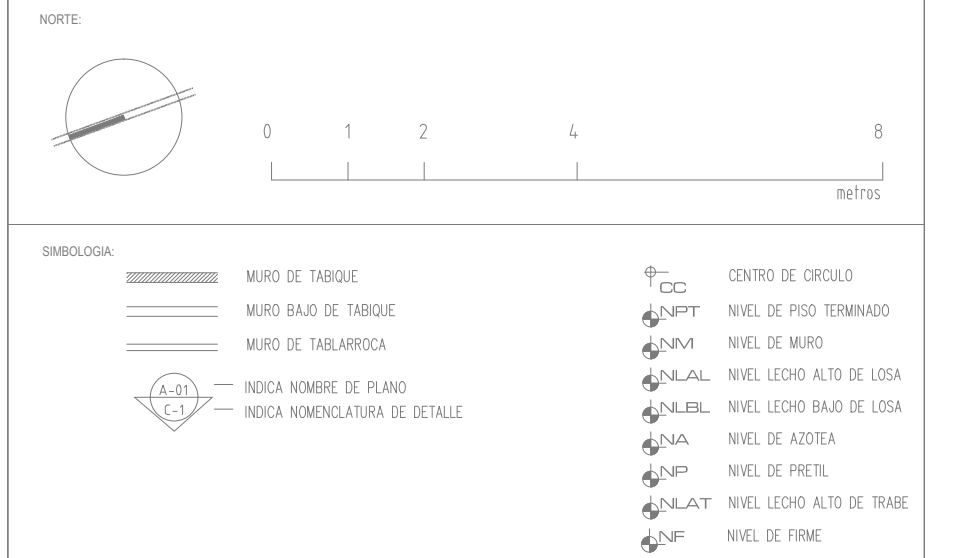 NORTE:
0 1 2 4 8
metros
SIMBOLOGIA:
MURO DE TABIQUE
MURO BAJO DE TABIQUE
MURO DE TABLARROCA
A-01
C-1
INDICA NOMBRE DE PLANO
INDICA NOMENCLATURA DE DETALLE
CC CENTRO DE CIRCULO
NPT NIVEL DE PISO TERMINADO
NM NIVEL DE MURO
NLAL NIVEL LECHO ALTO DE LOSA
NLBL NIVEL LECHO BAJO DE LOSA
NA NIVEL DE AZOTEA
NP NIVEL DE PRETIL
NLAT NIVEL LECHO ALTO DE TRABE
NF NIVEL DE FIRME